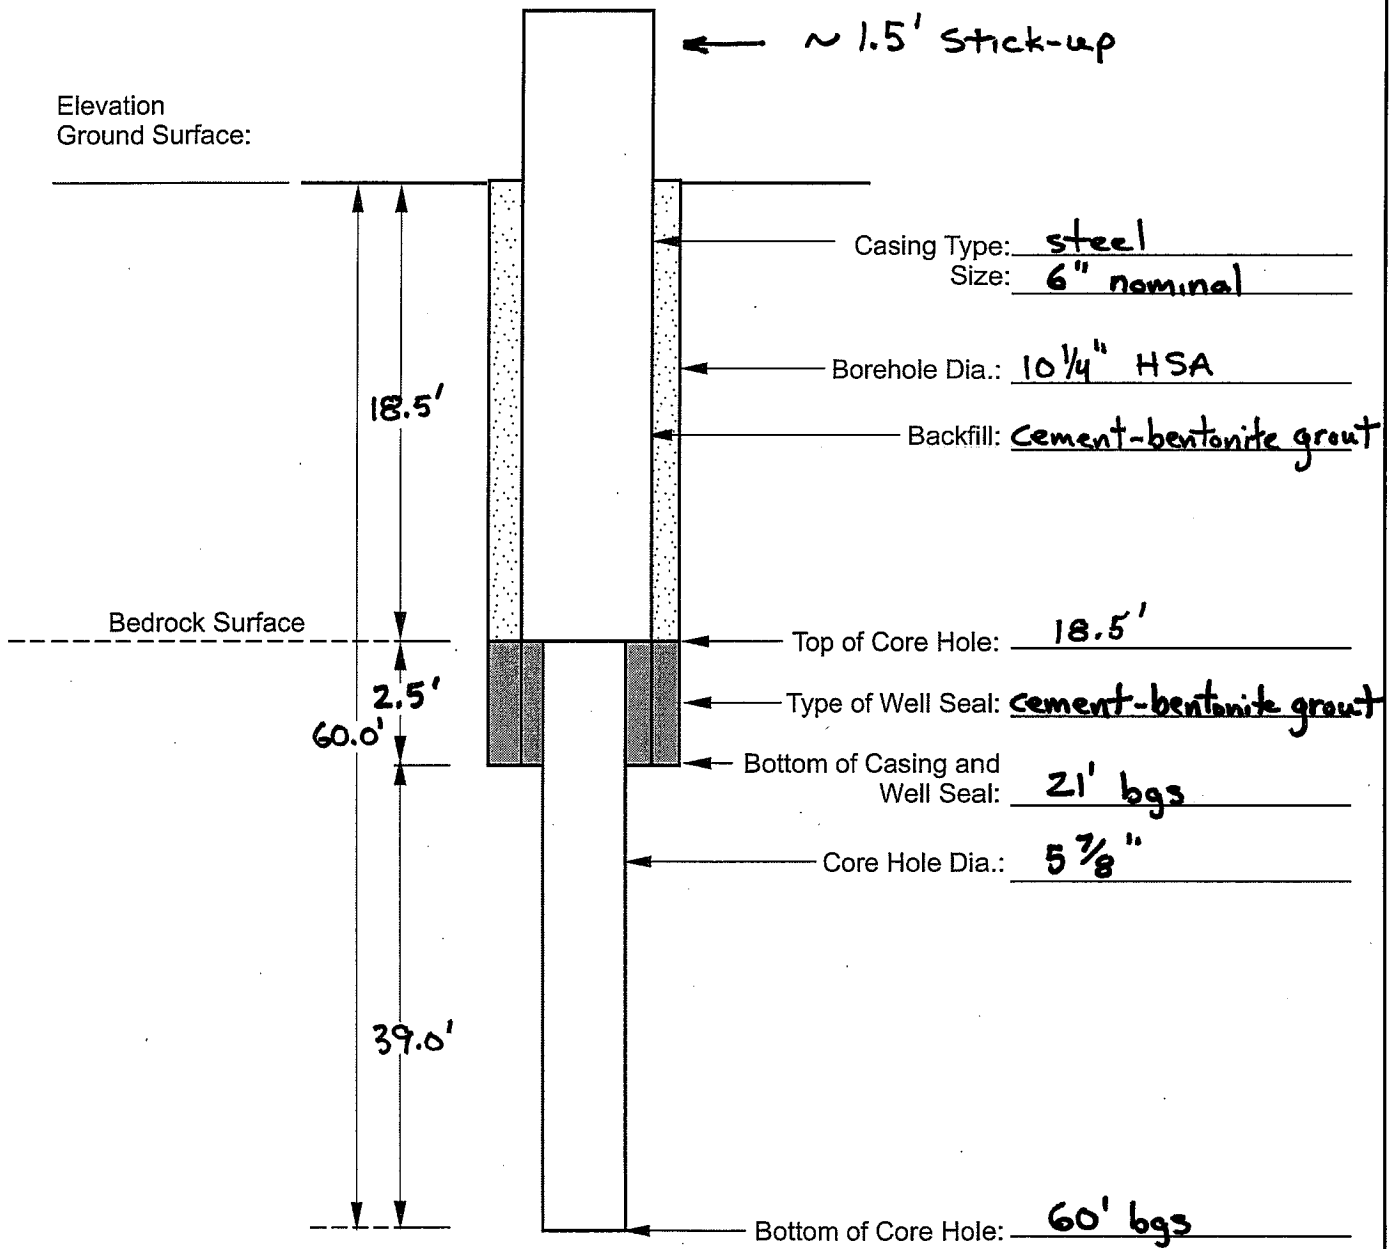 ~ 1.5' Stick-up
Elevation
Ground Surface:
Casing Type: steel
Size: 6" nominal
Borehole Dia.: 10 1/4" HSA
18.5'
Backfill: cement-bentonite grout
Bedrock Surface
Top of Core Hole: 18.5'
2.5'
Type of Well Seal: cement-bentonite grout
60.0'
Bottom of Casing and
Well Seal: 21' bgs
Core Hole Dia.: 5 7/8"
39.0'
Bottom of Core Hole: 60' bgs